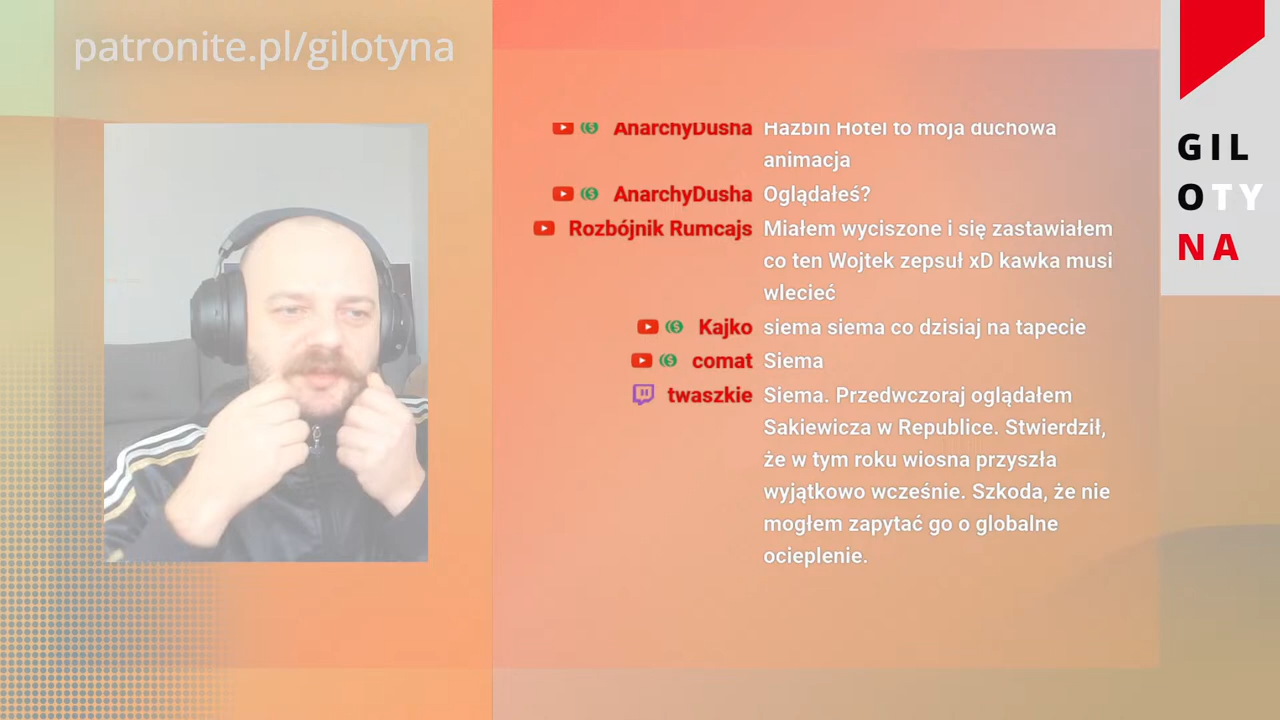 patronite.pl/gilotyna
AnarchyDusha Hazbin Hotel to moja duchowa
animacja
AnarchyDusha Oglądałeś?
Rozbójnik Rumcajs Miałem wyciszone i się zastawiałem
co ten Wojtek zepsuł xD kawka musi
wlecieć
Kajko siema siema co dzisiaj na tapecie
comat Siema
twaszkie Siema. Przedwczoraj oglądałem
Sakiewicza w Republice. Stwierdził,
że w tym roku wiosna przyszła
wyjątkowo wcześnie. Szkoda, że nie
mogłem zapytać go o globalne
ocieplenie.
GIL
OTY
NA